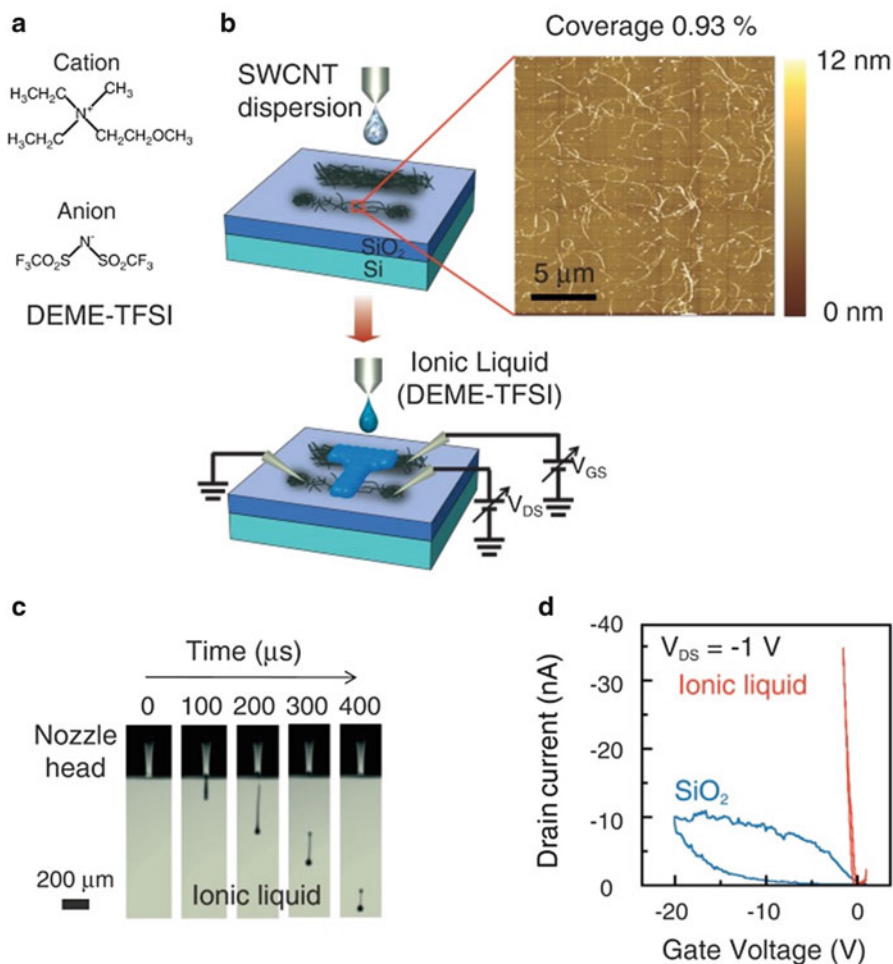 a
Cation
H₃CH₂C
CH₃
N⁺
H₃CH₂C
CH₂CH₂OCH₃
Anion
N⁻
F₃CO₂S
SO₂CF₃
DEME-TFSI
b
SWCNT
dispersion
SiO₂
Si
Coverage 0.93 %
12 nm
5 μm
0 nm
Ionic Liquid
(DEME-TFSI)
V_GS
V_DS
c
Time (μs)
0 100 200 300 400
Nozzle
head
200 μm
Ionic liquid
d
-40
V_DS = -1 V
Ionic liquid
-30
-20
SiO₂
-10
0
Drain current (nA)
-20 -10 0
Gate Voltage (V)